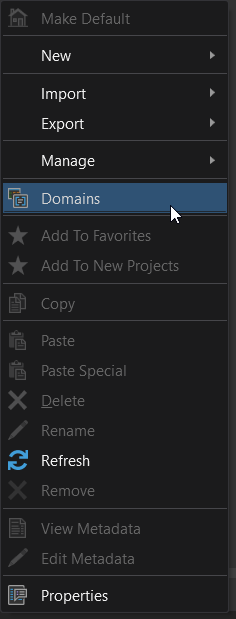 Make Default
New
Import
Export
Manage
Domains
Add To Favorites
Add To New Projects
Copy
Paste
Paste Special
Delete
Rename
Refresh
Remove
View Metadata
Edit Metadata
Properties